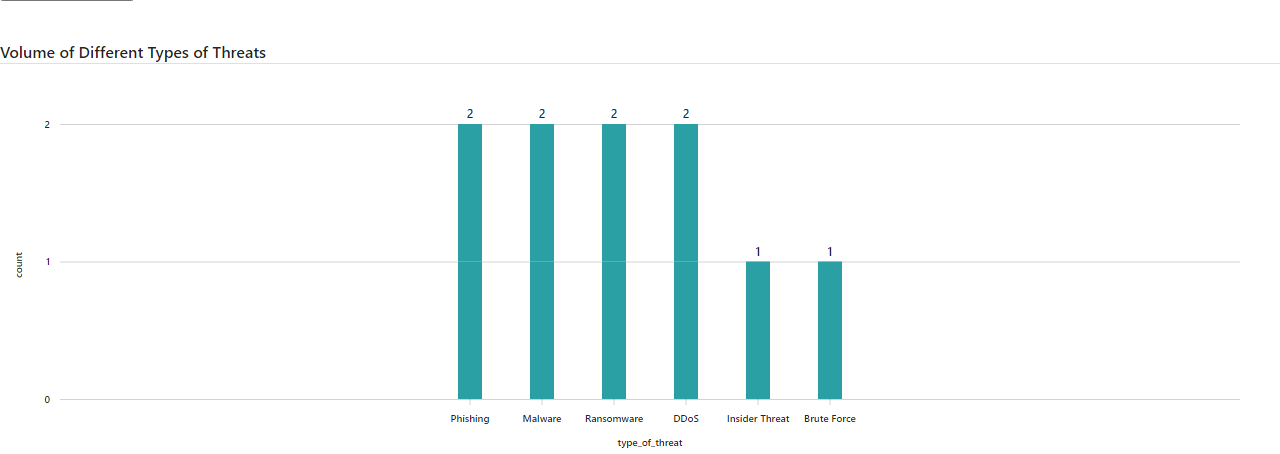 Volume of Different Types of Threats
2 2 2 2
2
1 1
1
count
0
Phishing Malware Ransomware DDoS Insider Threat Brute Force
type_of_threat